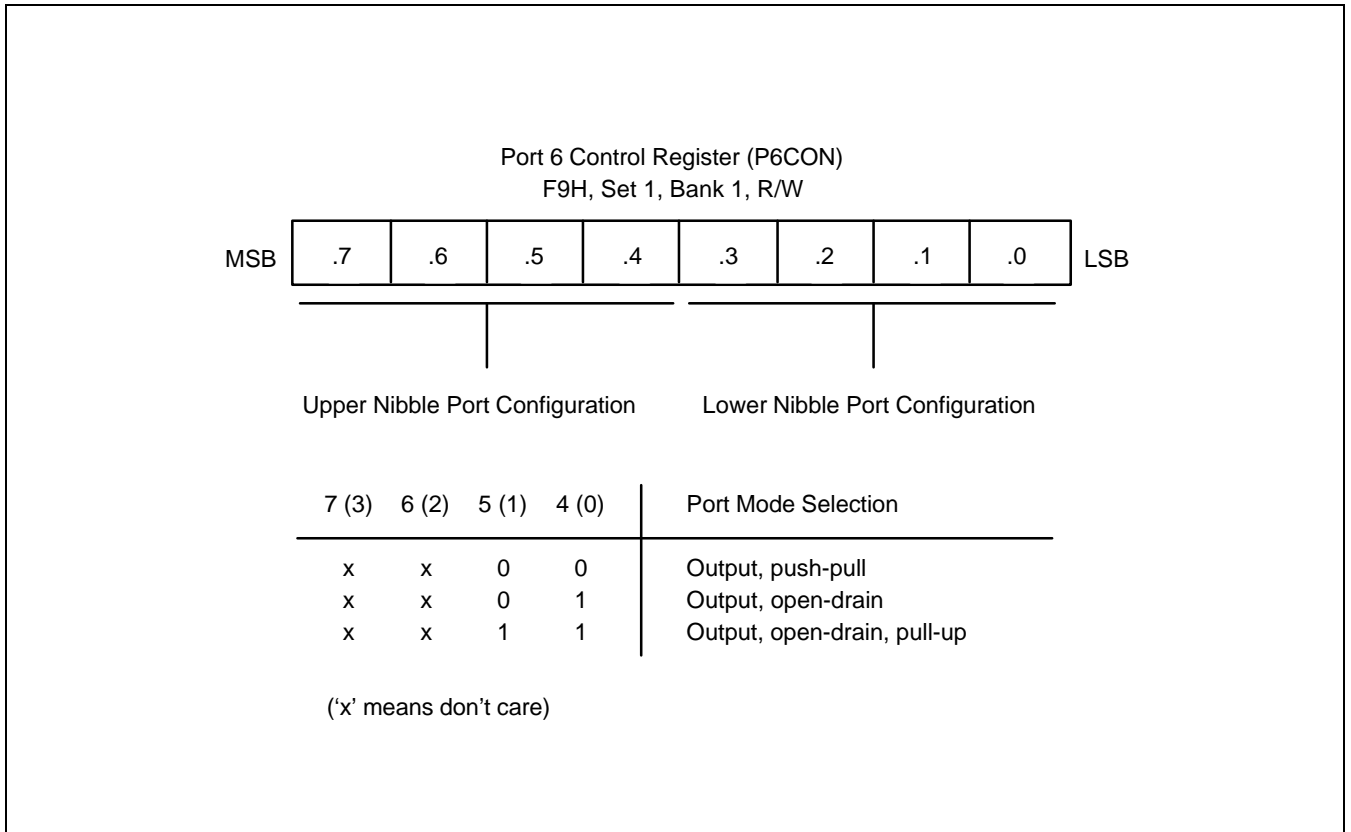 Port 6 Control Register (P6CON)
F9H, Set 1, Bank 1, R/W
MSB .7 .6 .5 .4 .3 .2 .1 .0 LSB
Upper Nibble Port Configuration Lower Nibble Port Configuration
7 (3) 6 (2) 5 (1) 4 (0) Port Mode Selection
x x 0 0 Output, push-pull
x x 0 1 Output, open-drain
x x 1 1 Output, open-drain, pull-up
(‘x’ means don’t care)